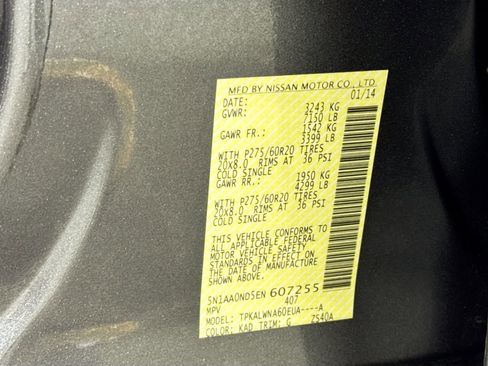 MFD BY NISSAN MOTOR CO., LTD.
DATE: 01/14
GVWR: 3243 KG
7150 LB
GAWR FR.: 1542 KG
3399 LB
WITH P275/60R20 TIRES
20X8.0 RIMS AT 36 PSI
COLD SINGLE
GAWR RR.: 1950 KG
4299 LB
WITH P275/60R20 TIRES
20X8.0 RIMS AT 36 PSI
COLD SINGLE
THIS VEHICLE CONFORMS TO
ALL APPLICABLE FEDERAL
MOTOR VEHICLE SAFETY
STANDARDS IN EFFECT ON
THE DATE OF MANUFACTURE
5N1AA0ND5EN607255
MPV 407
MODEL: TPKALWNA60EUA----A
COLOR: KAD TRIM: G Z540A